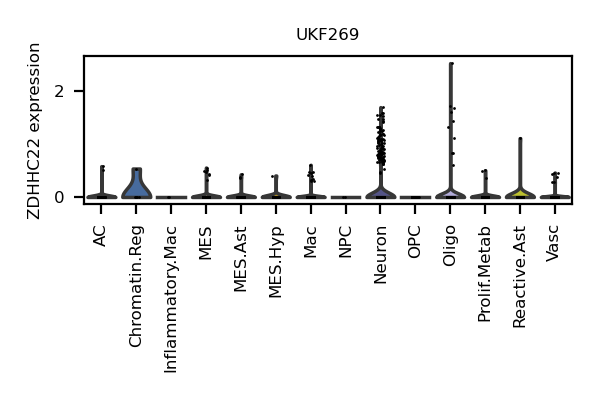 UKF269
ZDHHC22 expression
2
0
AC
Chromatin.Reg
Inflammatory.Mac
MES
MES.Ast
MES.Hyp
Mac
NPC
Neuron
OPC
Oligo
Prolif.Metab
Reactive.Ast
Vasc